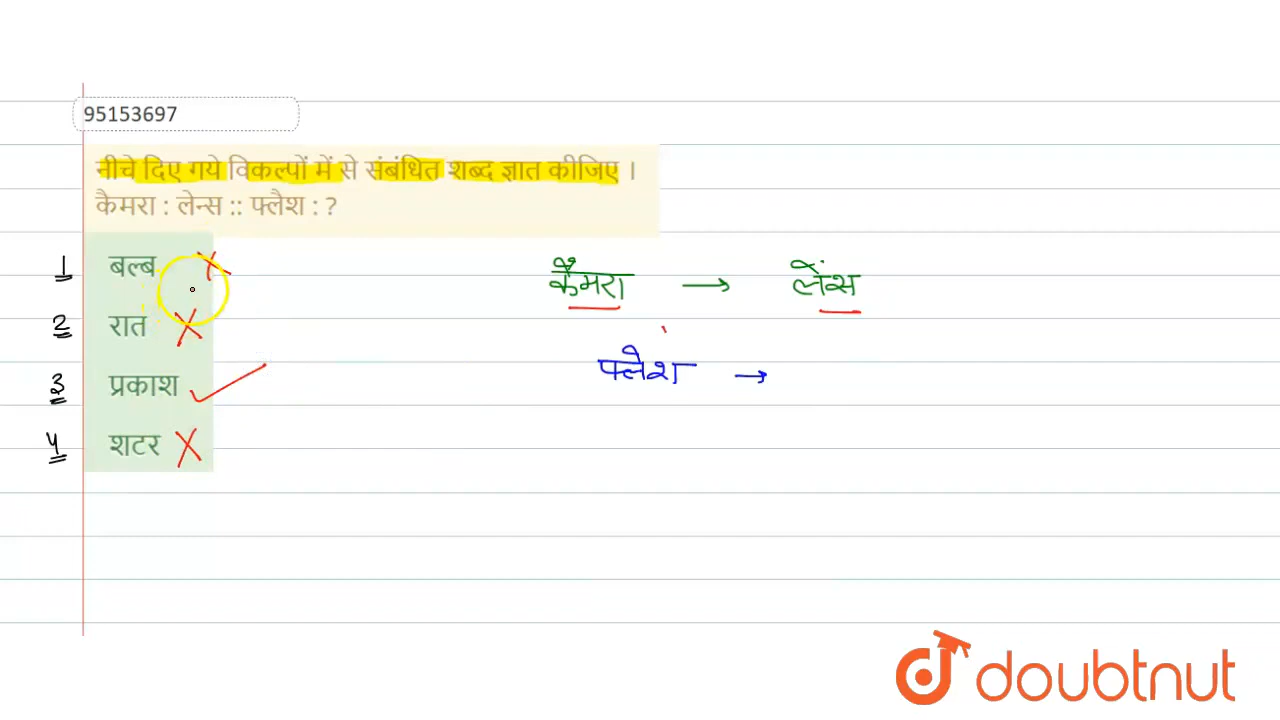 95153697
नीचे दिए गये विकल्पों में से संबंधित शब्द ज्ञात कीजिए ।
कैमरा : लेन्स :: फ्लैश : ?
1 बल्ब X
2 रात X
3 प्रकाश ✓
4 शटर X
कैमरा → लेंस
फ्लैश →
doubtnut